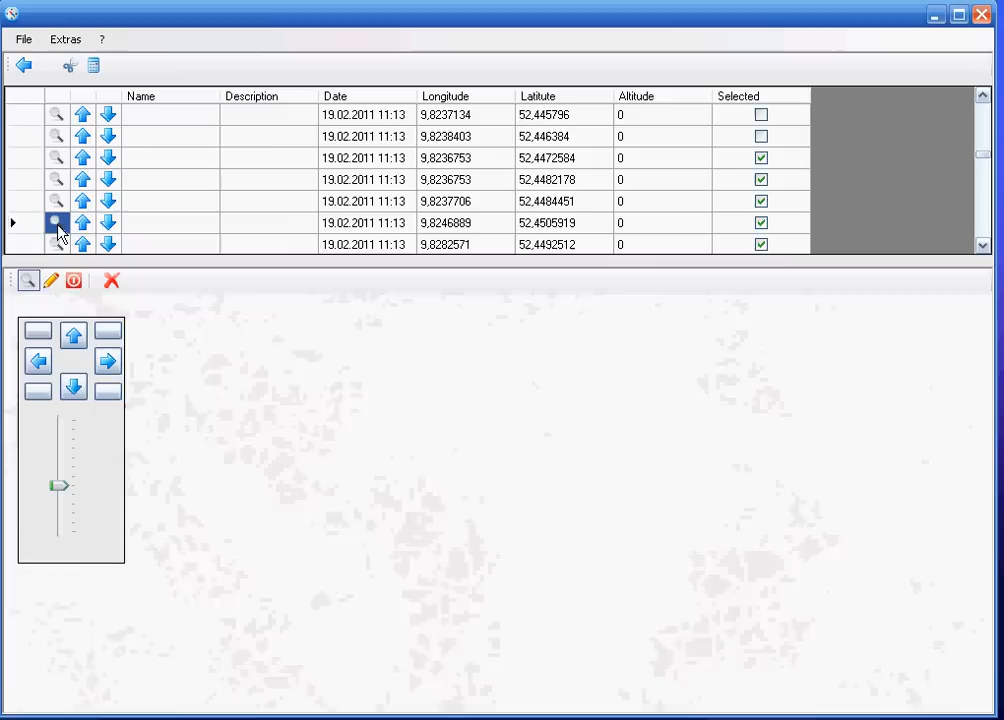 File Extras ?
Name Description Date Longitude Latitute Altitude Selected
19.02.2011 11:13 9,8237134 52,445796 0
19.02.2011 11:13 9,8238403 52,446384 0
19.02.2011 11:13 9,8236753 52,4472584 0
19.02.2011 11:13 9,8236753 52,4482178 0
19.02.2011 11:13 9,8237706 52,4484451 0
19.02.2011 11:13 9,8246889 52,4505919 0
19.02.2011 11:13 9,8282571 52,4492512 0